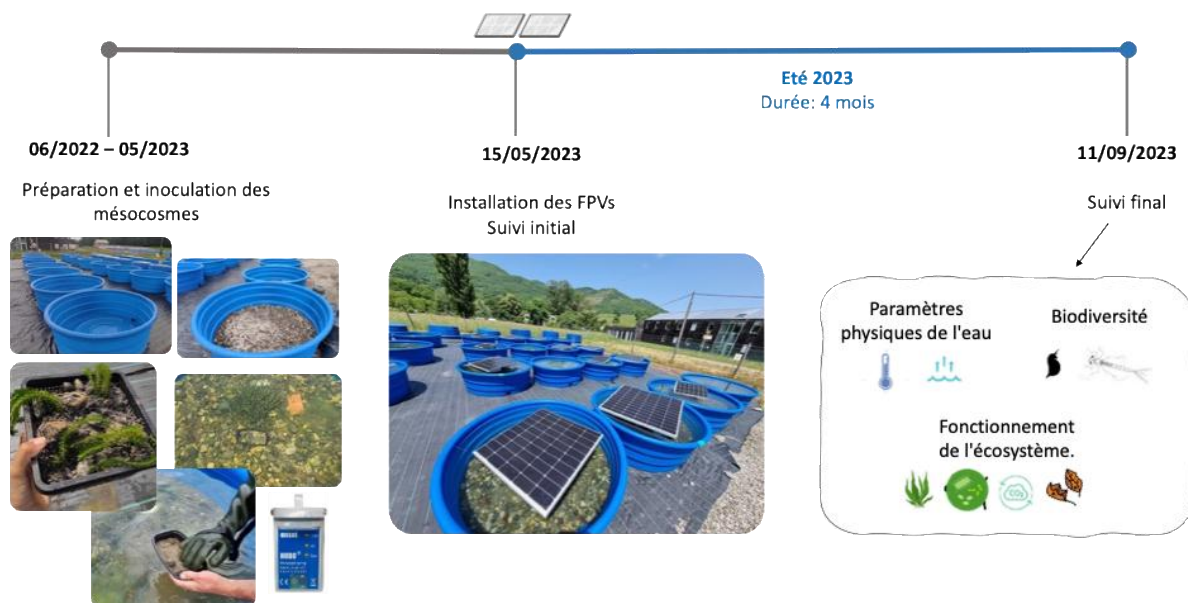 Eté 2023
Durée: 4 mois
06/2022 – 05/2023
15/05/2023
11/09/2023
Préparation et inoculation des
mésocosmes
Installation des FPVs
Suivi initial
Suivi final
Paramètres
physiques de l'eau
Biodiversité
Fonctionnement
de l'écosystème.
CO₂